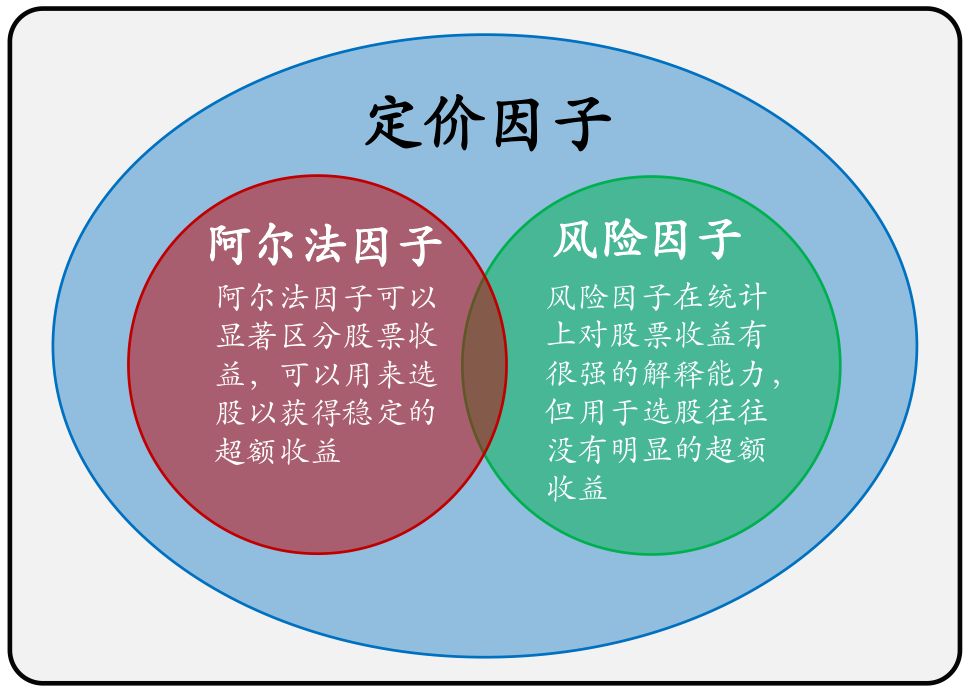 定价因子
阿尔法因子
阿尔法因子可以
显著区分股票收
益，可以用来选
股以获得稳定的
超额收益
风险因子
风险因子在统计
上对股票收益有
很强的解释能力，
但用于选股往往
没有明显的超额
收益